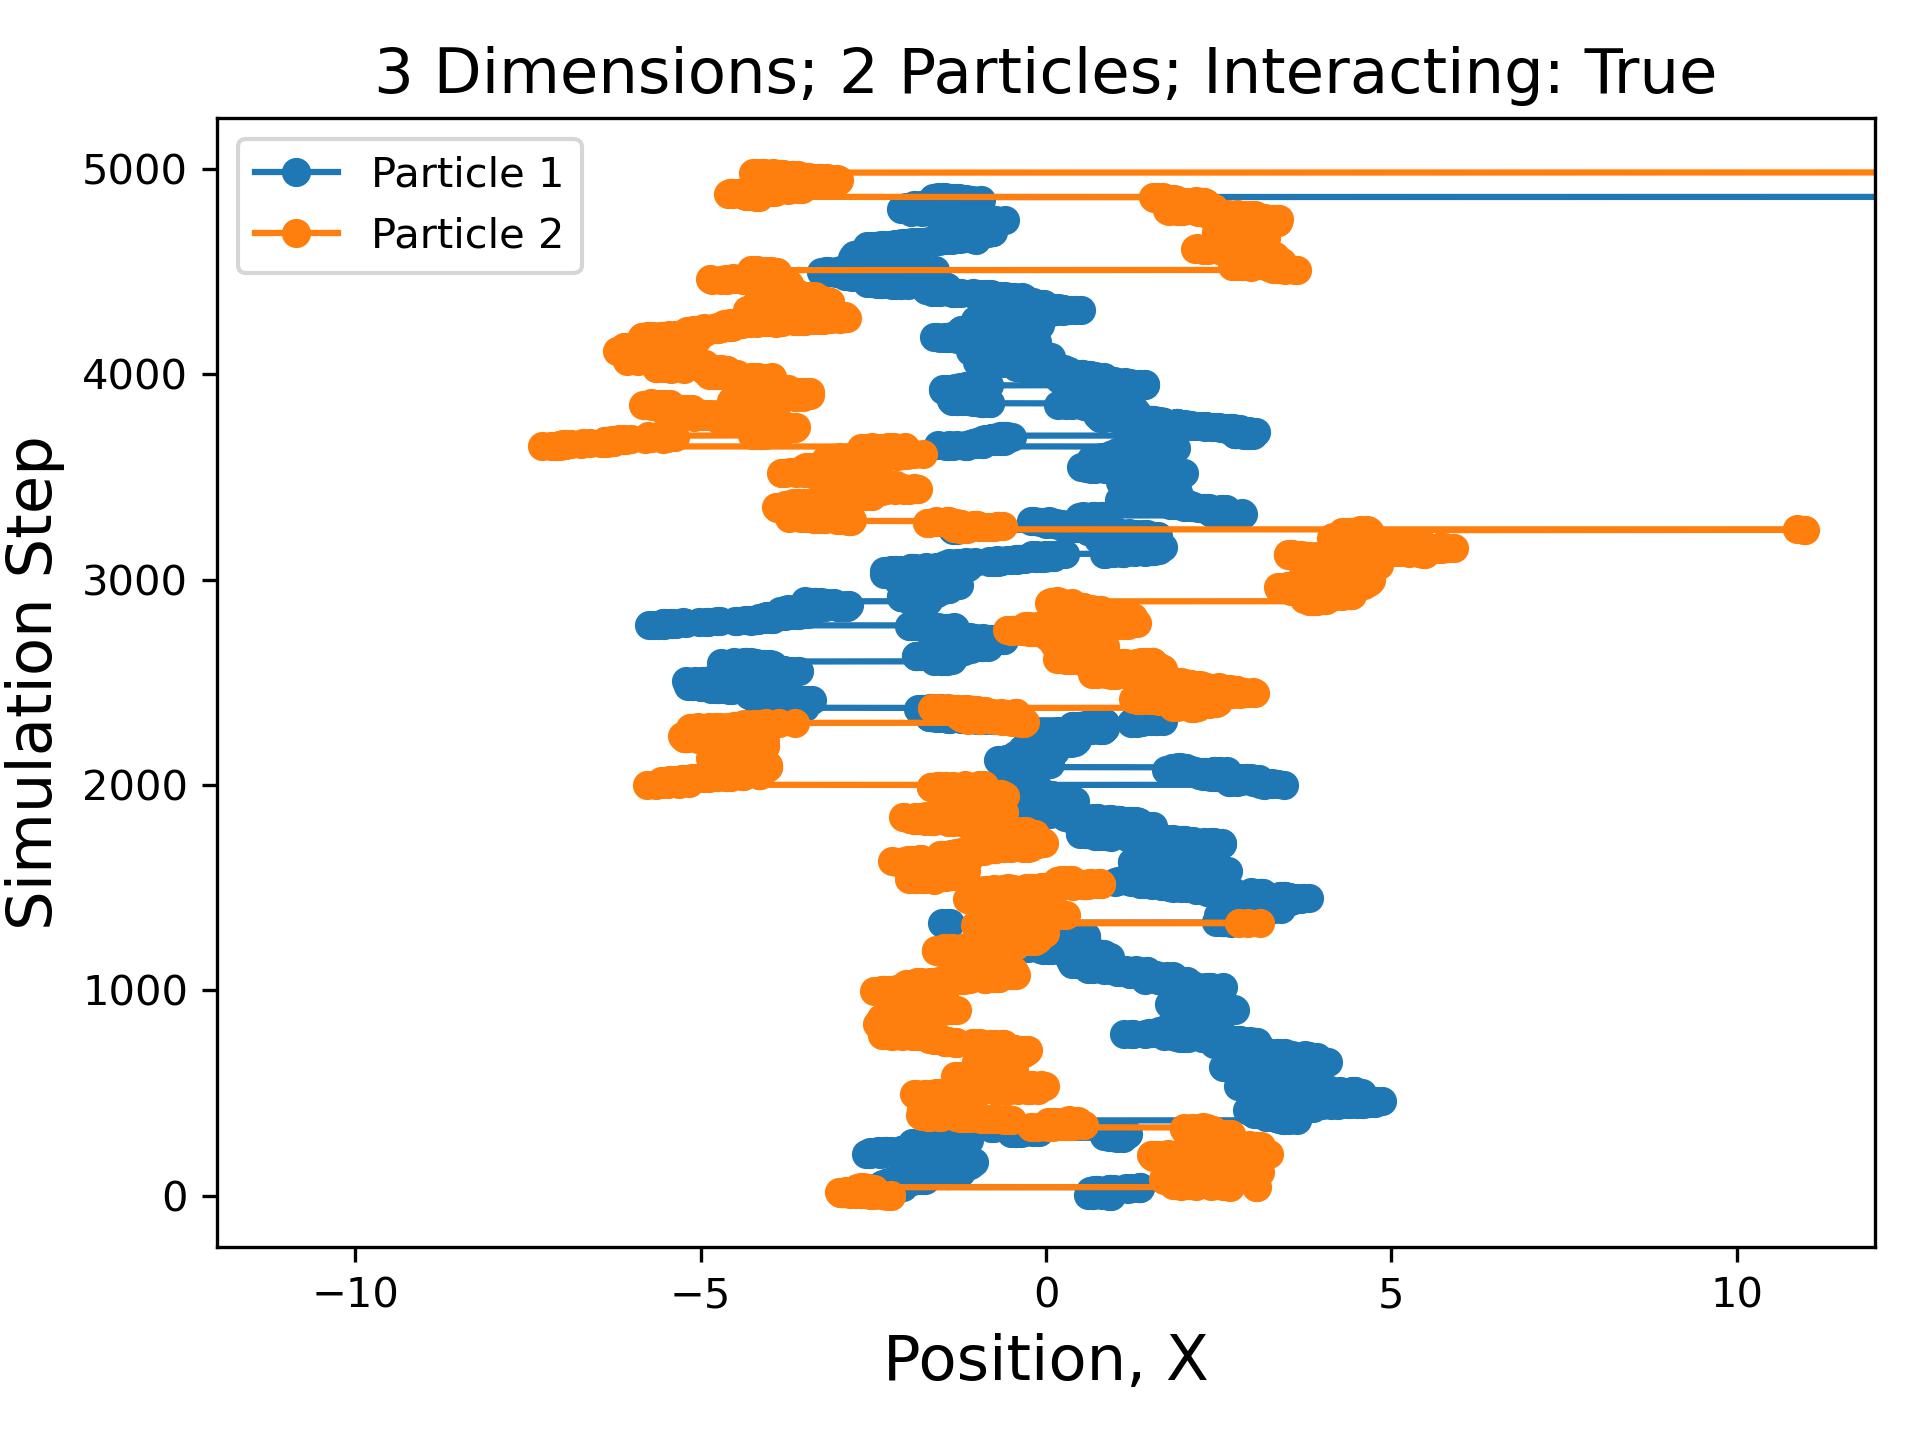 3 Dimensions; 2 Particles; Interacting: True
Particle 1
Particle 2
5000
4000
3000
2000
1000
0
Simulation Step
−10
−5
0
5
10
Position, X